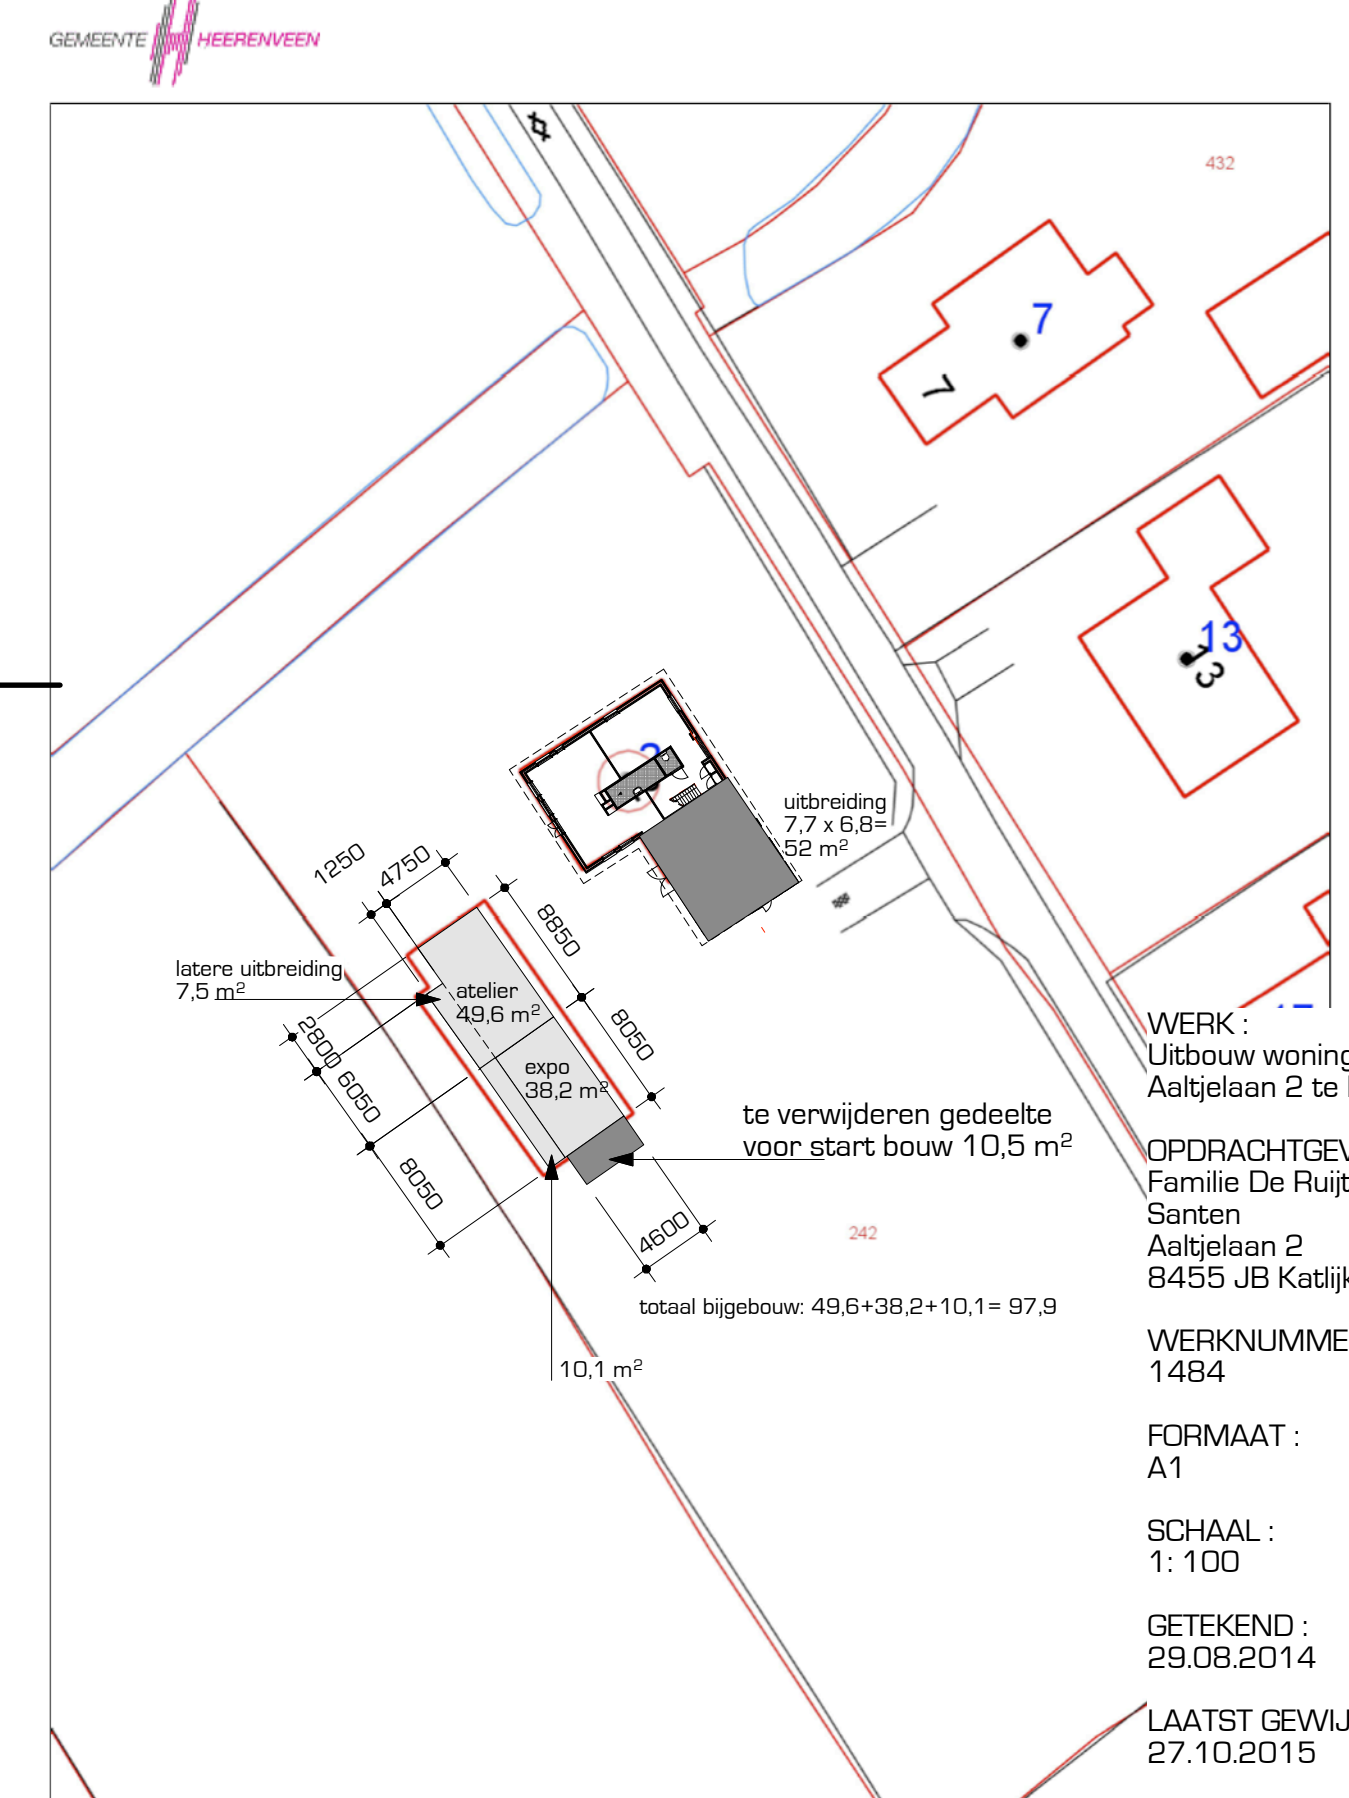 GEMEENTE HEERENVEEN
432
7
7
13
13
2
uitbreiding
7,7 x 6,8=
52 m²
1250
4750
8850
latere uitbreiding
7,5 m²
atelier
49,6 m²
8050
2800
6050
expo
38,2 m²
8050
te verwijderen gedeelte
voor start bouw 10,5 m²
4600
242
totaal bijgebouw: 49,6+38,2+10,1= 97,9
10,1 m²
WERK :
Uitbouw woning
Aaltjelaan 2 te
OPDRACHTGEV
Familie De Ruijt
Santen
Aaltjelaan 2
8455 JB Katlijk
WERKNUMME
1484
FORMAAT :
A1
SCHAAL :
1: 100
GETEKEND :
29.08.2014
LAATST GEWIJ
27.10.2015